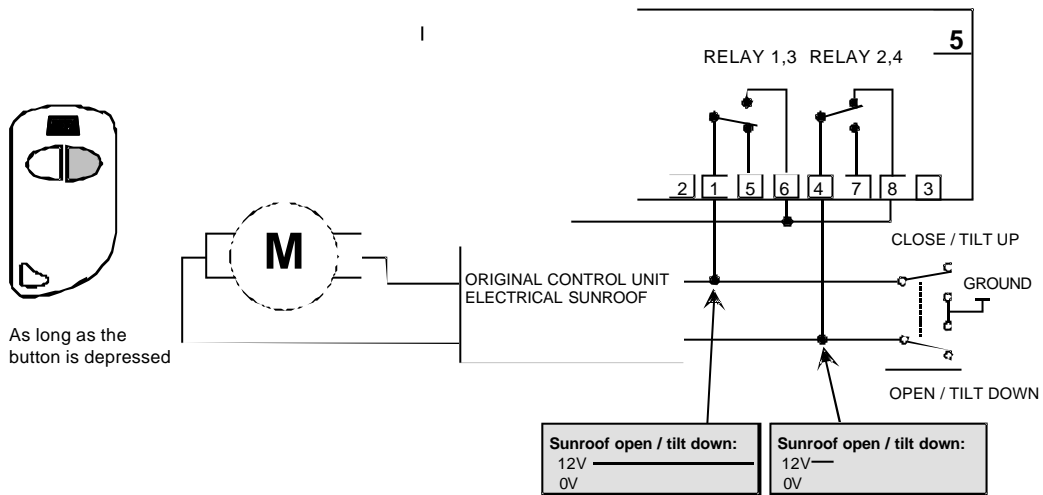 5
RELAY 1,3 RELAY 2,4
2 1 5 6 4 7 8 3
CLOSE / TILT UP
GROUND
M
ORIGINAL CONTROL UNIT
ELECTRICAL SUNROOF
As long as the
button is depressed
OPEN / TILT DOWN
Sunroof open / tilt down:
12V
0V
Sunroof open / tilt down:
12V
0V